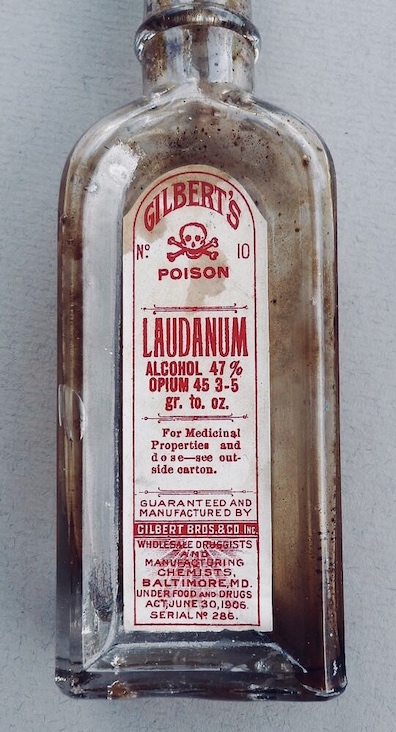 GILBERT'S
Nº 10
POISON
LAUDANUM
ALCOHOL 47%
OPIUM 45 3-5
gr. to. oz.
For Medicinal
Properties and
dose—see out-
side carton.
GUARANTEED AND
MANUFACTURED BY
GILBERT BROS.& CO. INC.
WHOLESALE DRUGGISTS
AND
MANUFACTURING
CHEMISTS,
BALTIMORE,MD.
UNDER FOOD AND DRUGS
ACT,JUNE 30,1906.
SERIAL Nº 286.